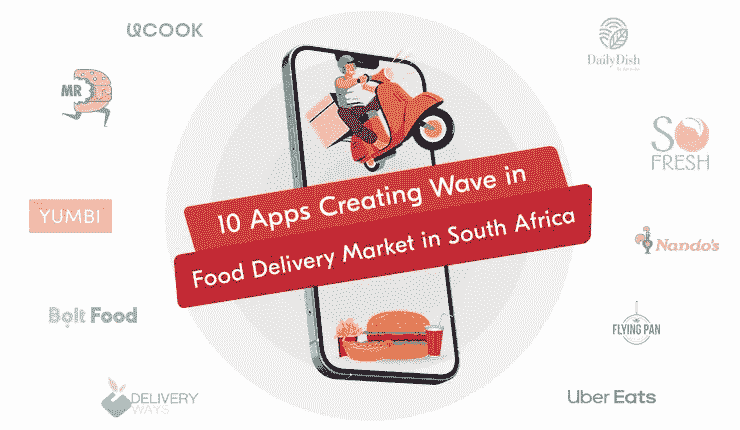 UCOOK
DailyDish
MR
SO
FRESH
10 Apps Creating Wave in
Food Delivery Market in South Africa
YUMBI
Nando's
Bolt Food
FLYING PAN
DELIVERY
WAYS
Uber Eats